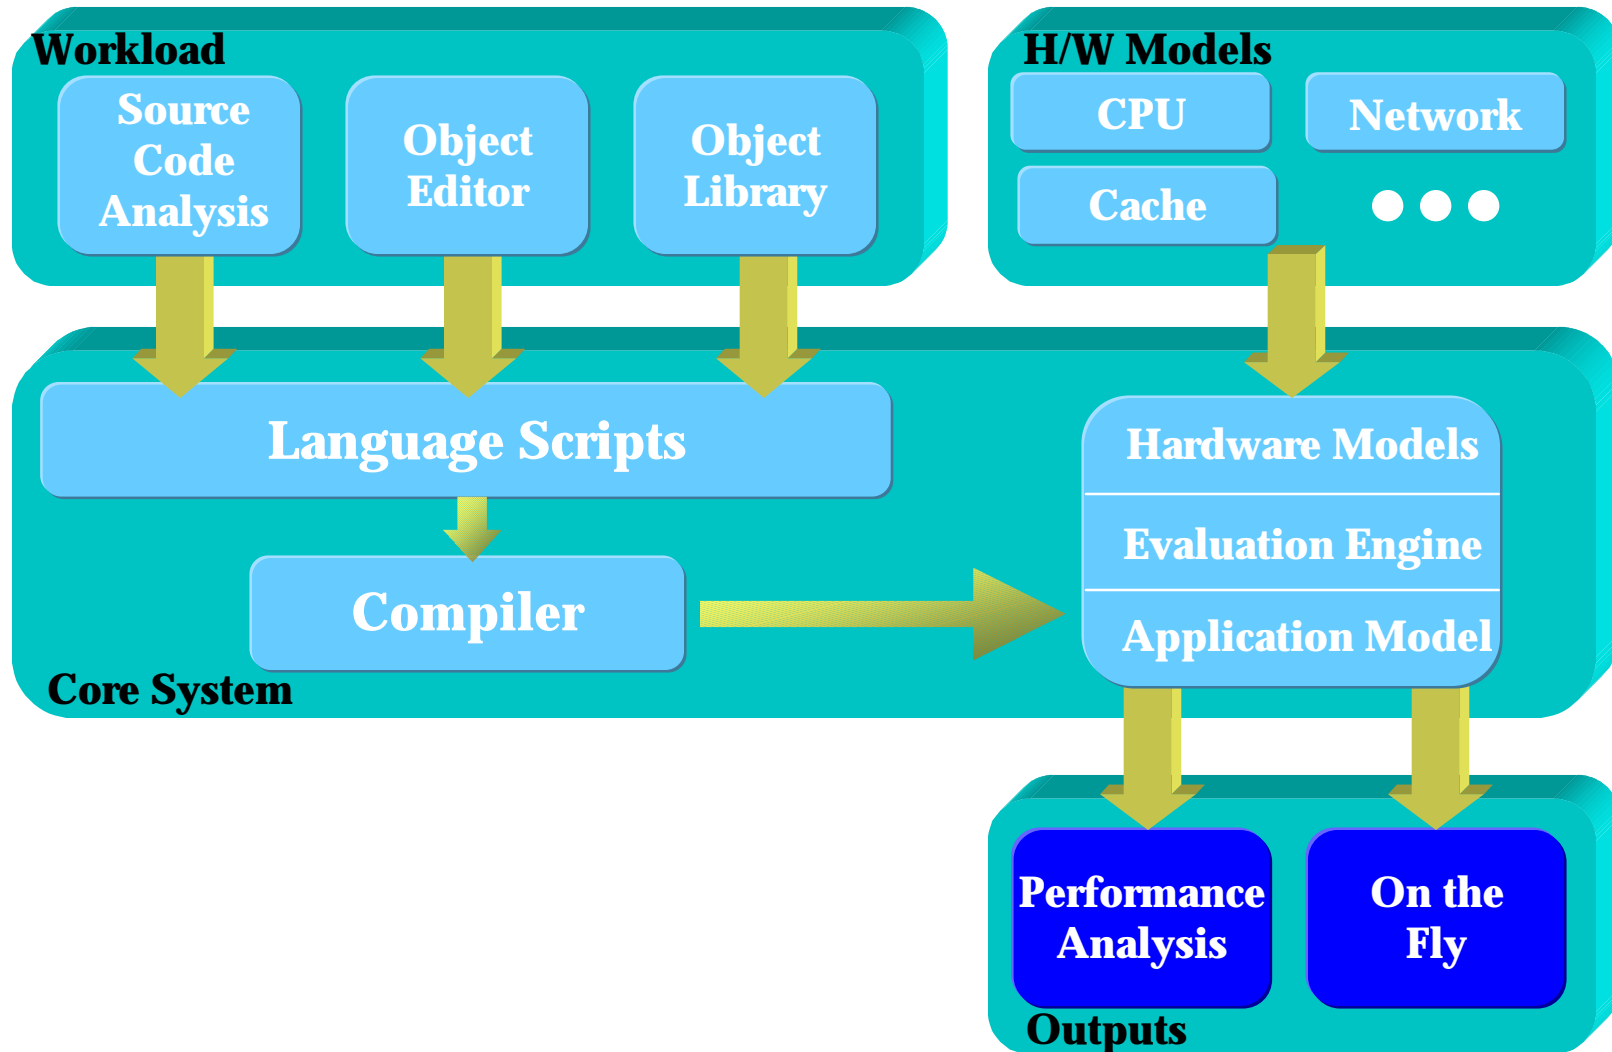 Workload
Source
Code
Analysis
Object
Editor
Object
Library
H/W Models
CPU
Network
Cache
Language Scripts
Compiler
Core System
Hardware Models
Evaluation Engine
Application Model
Performance
Analysis
On the
Fly
Outputs